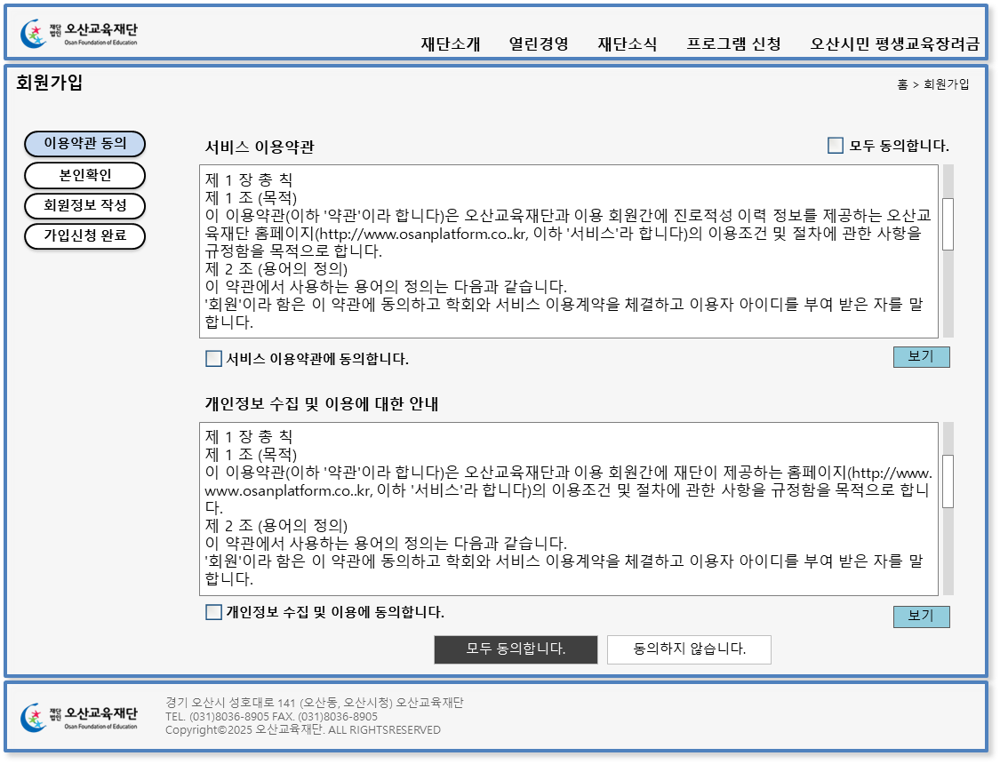 재단법인 오산교육재단
Osan Foundation of Education
재단소개 열린경영 재단소식 프로그램 신청 오산시민 평생교육장려금
회원가입
홈 > 회원가입
이용약관 동의
본인확인
회원정보 작성
가입신청 완료
서비스 이용약관
모두 동의합니다.
제 1 장 총 칙
제 1 조 (목적)
이 이용약관(이하 '약관'이라 합니다)은 오산교육재단과 이용 회원간에 진로적성 이력 정보를 제공하는 오산교
육재단 홈페이지(http://www.osanplatform.co..kr, 이하 '서비스'라 합니다)의 이용조건 및 절차에 관한 사항을
규정함을 목적으로 합니다.
제 2 조 (용어의 정의)
이 약관에서 사용하는 용어의 정의는 다음과 같습니다.
'회원'이라 함은 이 약관에 동의하고 학회와 서비스 이용계약을 체결하고 이용자 아이디를 부여 받은 자를 말
합니다.
서비스 이용약관에 동의합니다.
보기
개인정보 수집 및 이용에 대한 안내
제 1 장 총 칙
제 1 조 (목적)
이 이용약관(이하 '약관'이라 합니다)은 오산교육재단과 이용 회원간에 재단이 제공하는 홈페이지(http://www.
www.osanplatform.co..kr, 이하 '서비스'라 합니다)의 이용조건 및 절차에 관한 사항을 규정함을 목적으로 합니
다.
제 2 조 (용어의 정의)
이 약관에서 사용하는 용어의 정의는 다음과 같습니다.
'회원'이라 함은 이 약관에 동의하고 학회와 서비스 이용계약을 체결하고 이용자 아이디를 부여 받은 자를 말
합니다.
개인정보 수집 및 이용에 동의합니다.
보기
모두 동의합니다.
동의하지 않습니다.
재단법인 오산교육재단
Osan Foundation of Education
경기 오산시 성호대로 141 (오산동, 오산시청) 오산교육재단
TEL. (031)8036-8905 FAX. (031)8036-8905
Copyright©2025 오산교육재단. ALL RIGHTSRESERVED